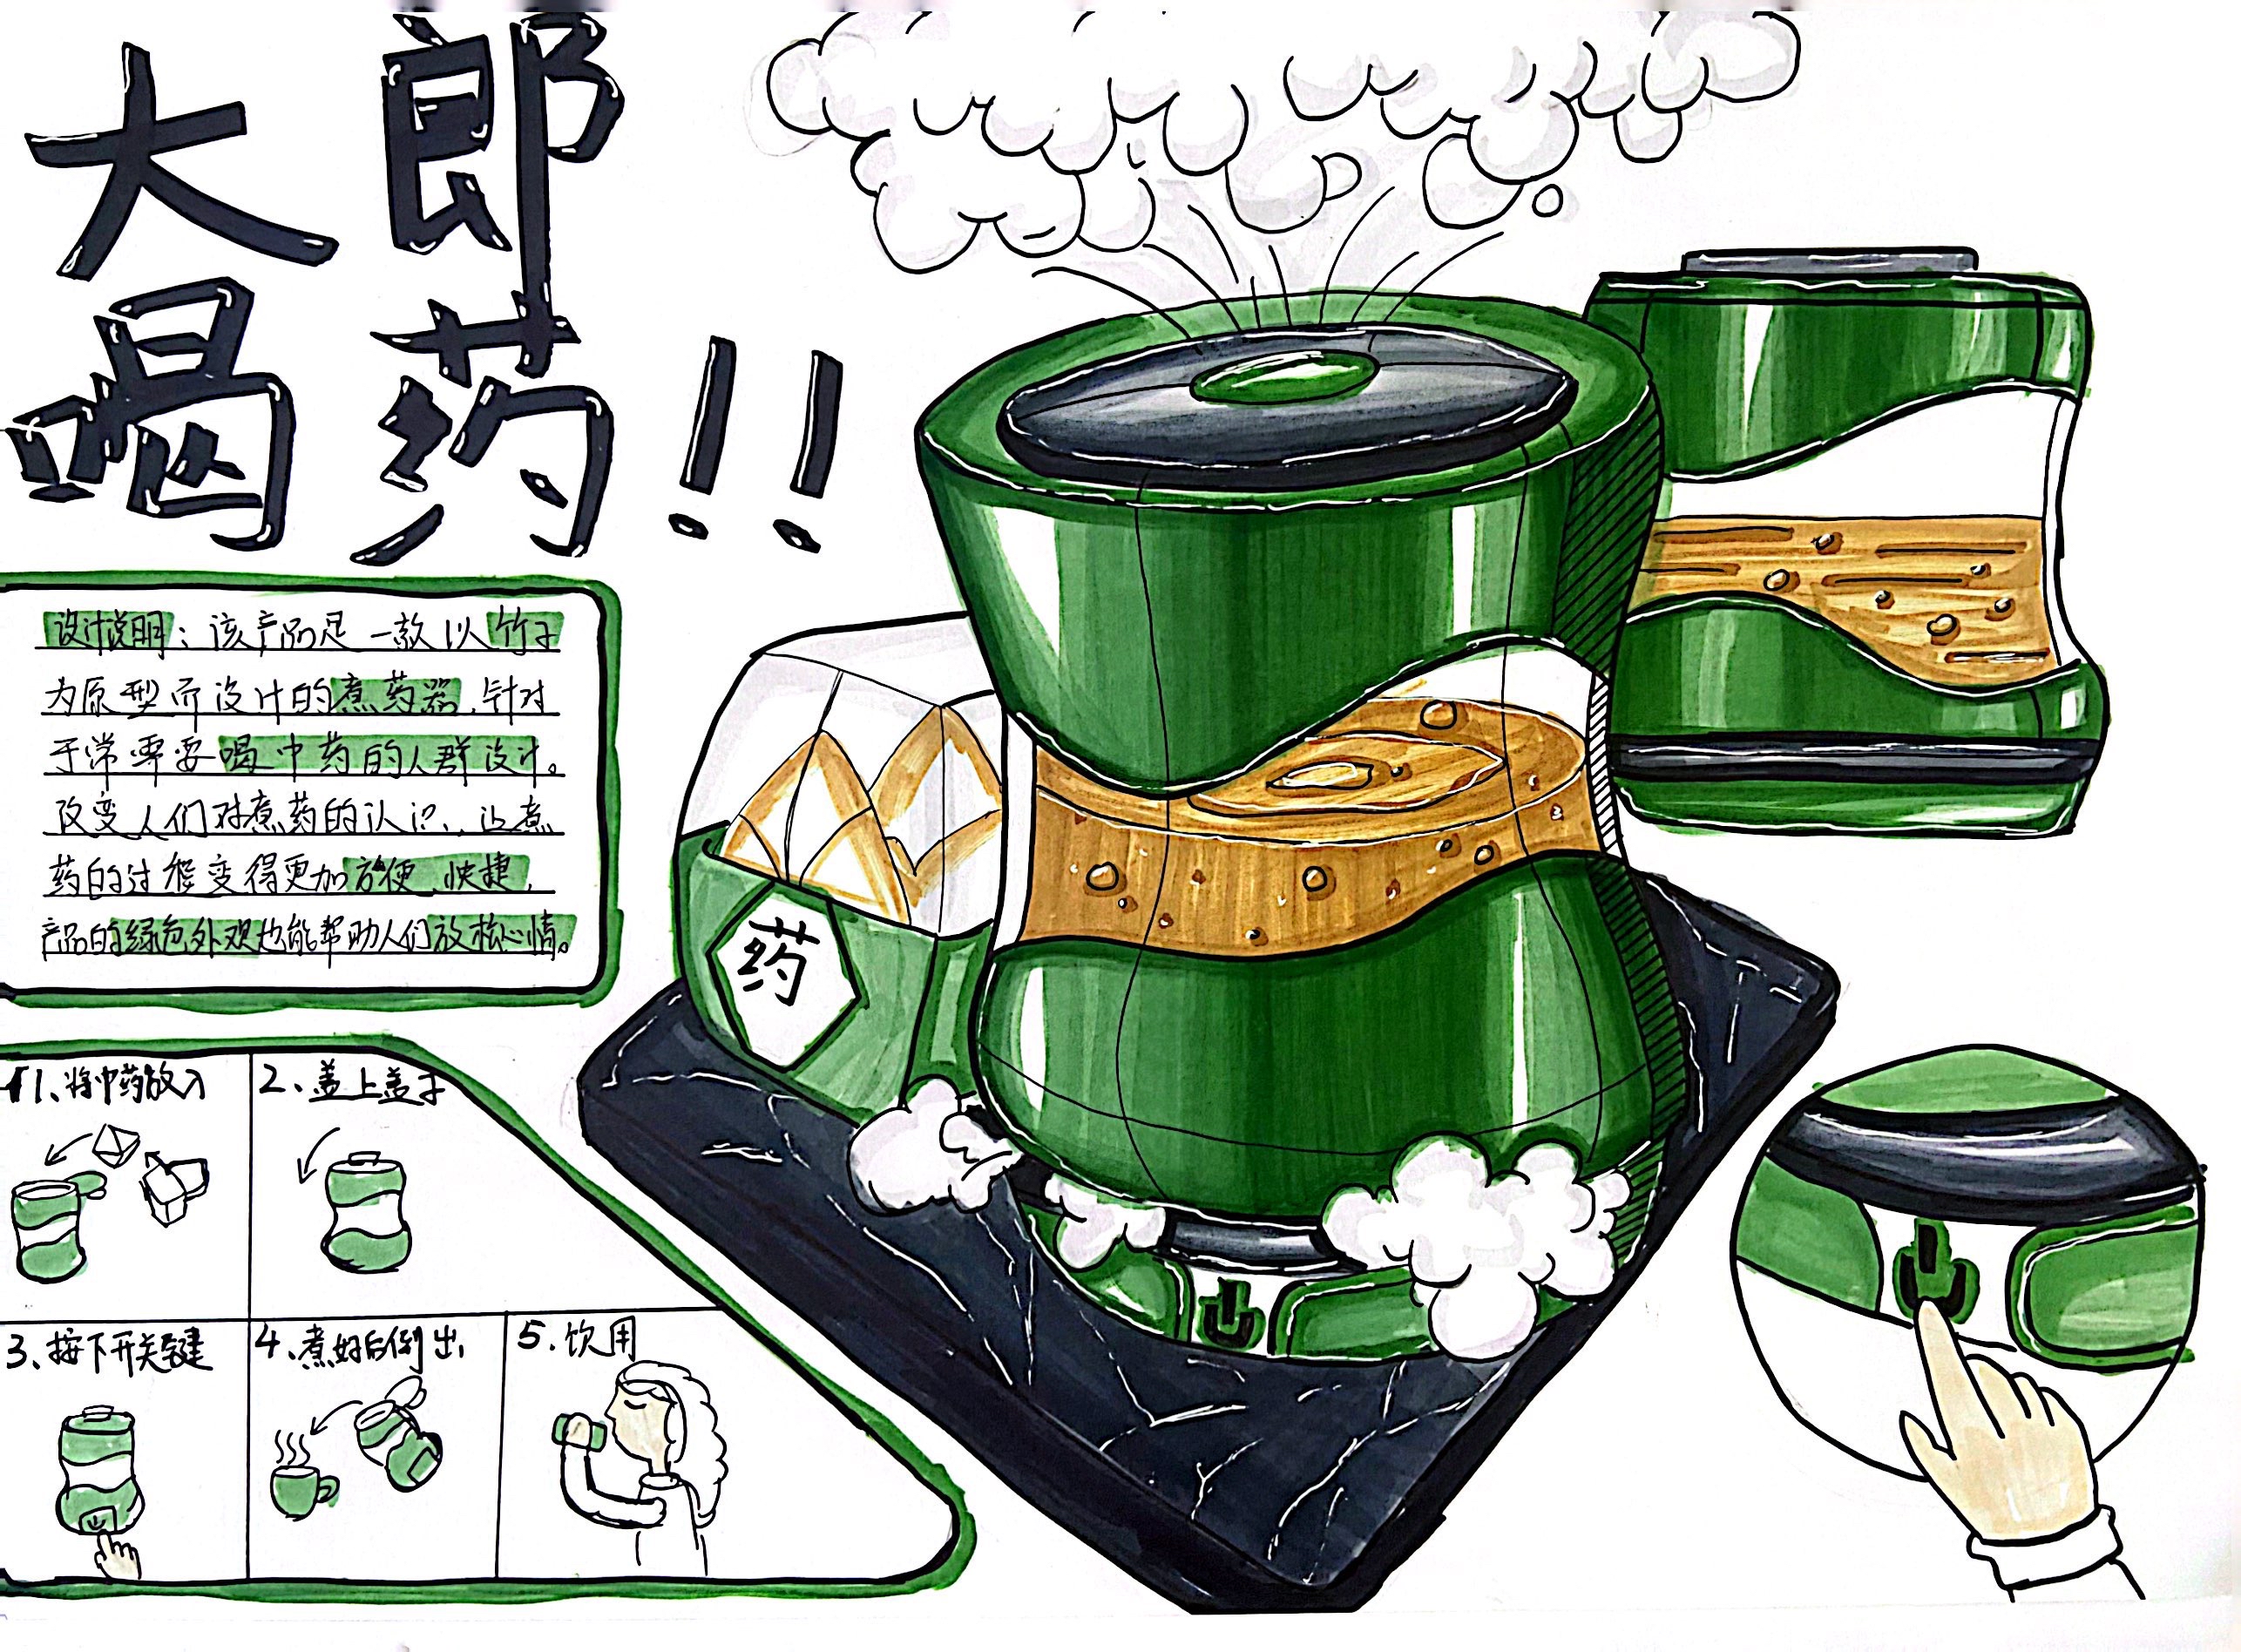 大郎
喝药!!
设计说明：该产品是一款以竹子
为原型而设计的煮药器,针对
于常需要喝中药的人群设计。
改变人们对煮药的认识,让煮
药的过程变得更加方便、快捷,
产品的绿色外观也能帮助人们放松心情。
药
1、将中药放入
2、盖上盖子
3、按下开关键
4、煮好后倒出
5、饮用